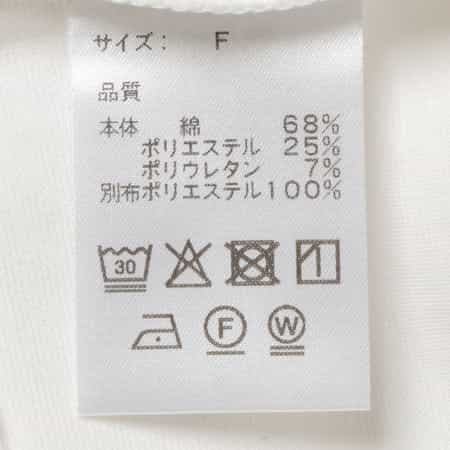 サイズ： F
品質
本体 綿 68%
ポリエステル 25%
ポリウレタン 7%
別布ポリエステル100%
30
F W